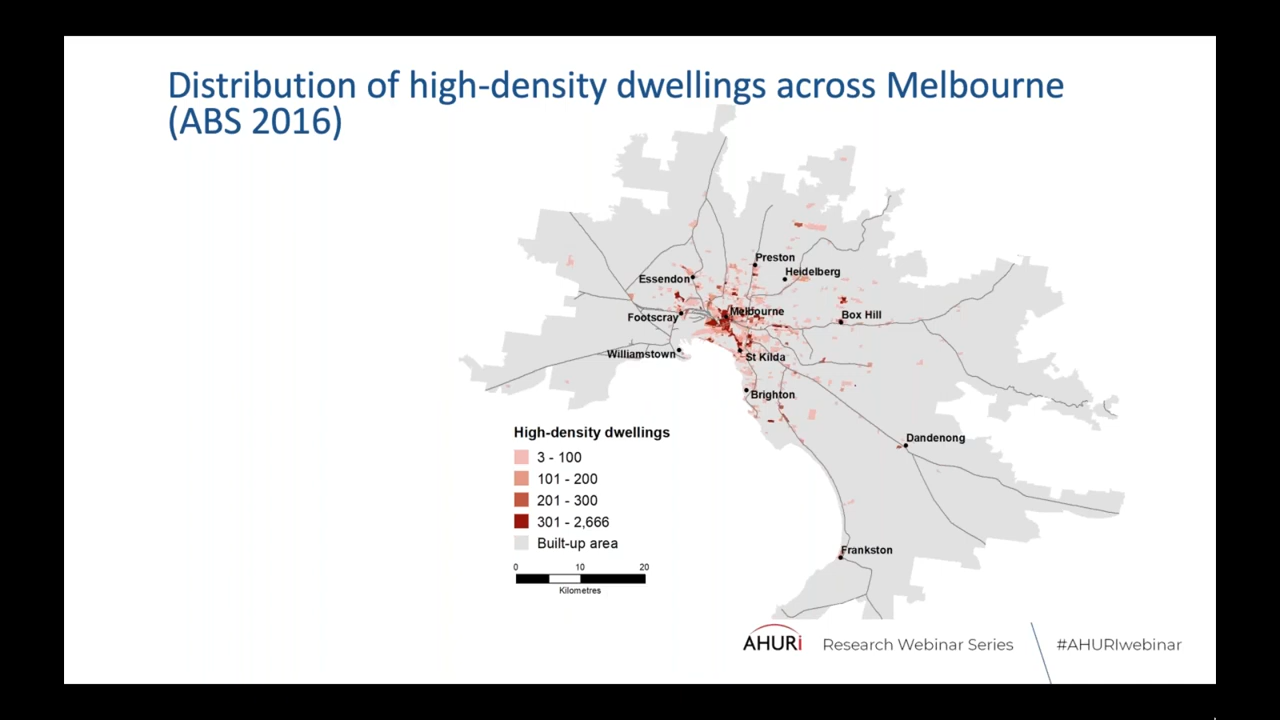 Distribution of high-density dwellings across Melbourne
(ABS 2016)
Preston
Heidelberg
Essendon
Melbourne
Footscray
Box Hill
Williamstown
St Kilda
Brighton
High-density dwellings
Dandenong
3 - 100
101 - 200
201 - 300
301 - 2,666
Built-up area
Frankston
0 10 20
Kilometres
AHURi Research Webinar Series #AHURIwebinar